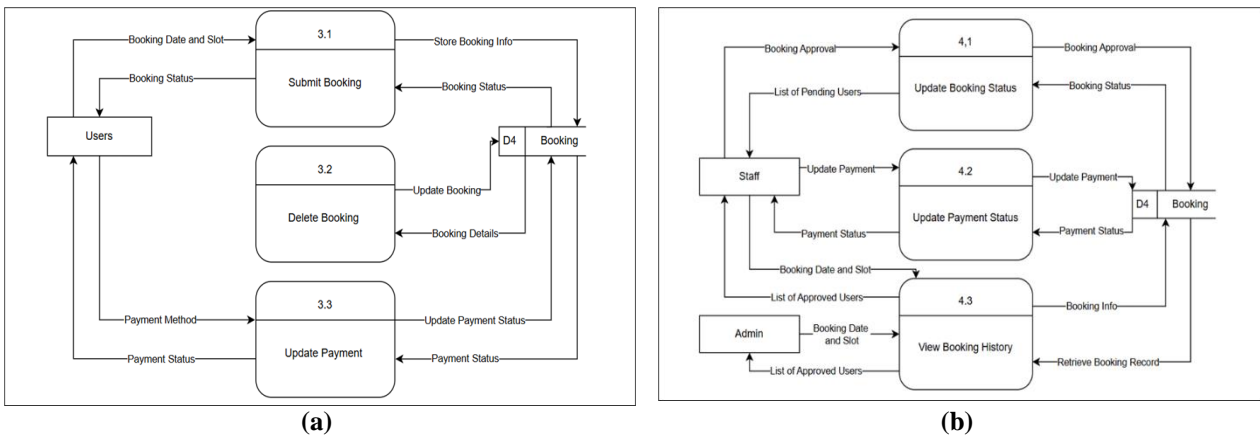 3.1
Booking Date and Slot
Store Booking Info
Submit Booking
Booking Status
Booking Status
Users
D4
Booking
3.2
Update Booking
Delete Booking
Booking Details
3.3
Payment Method
Update Payment Status
Update Payment
Payment Status
Payment Status
(a)
4,1
Booking Approval
Booking Approval
Update Booking Status
Booking Status
List of Pending Users
Staff
Update Payment
4.2
Update Payment
D4
Booking
Update Payment Status
Payment Status
Payment Status
Booking Date and Slot
List of Approved Users
4.3
Booking Info
Admin
Booking Date
and Slot
View Booking History
Retrieve Booking Record
List of Approved Users
(b)